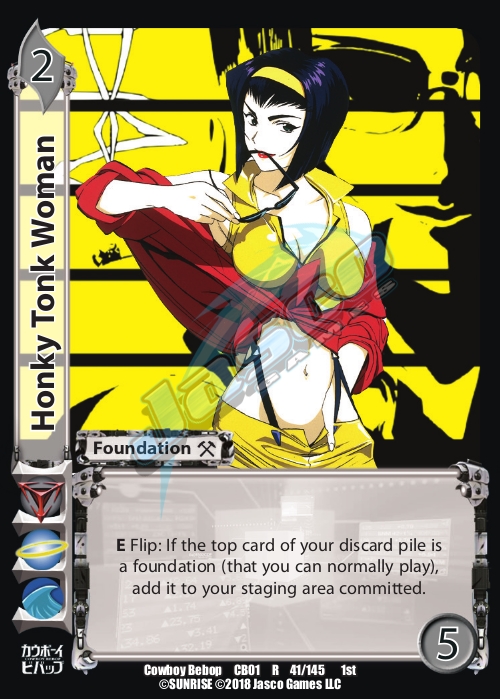 2
Honky Tonk Woman
Foundation
E Flip: If the top card of your discard pile is
a foundation (that you can normally play),
add it to your staging area committed.
5
カウボーイ
ビバップ
Cowboy Bebop CB01 R 41/145 1st
©SUNRISE ©2018 Jasco Games LLC
Jasco
GAMES